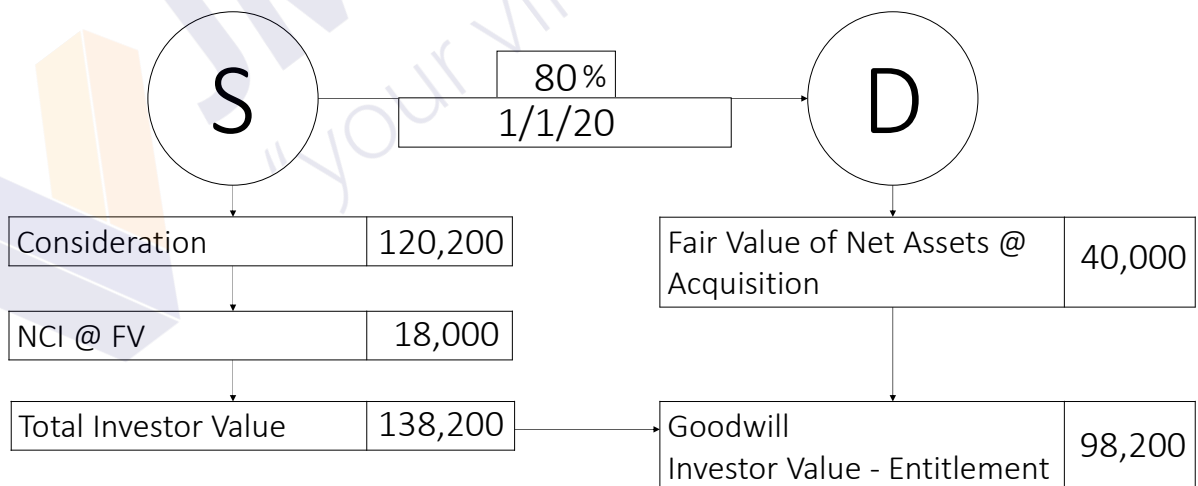 S
80%
1/1/20
D
Consideration 120,200
Fair Value of Net Assets @
Acquisition
40,000
NCI @ FV 18,000
Total Investor Value 138,200
Goodwill
Investor Value - Entitlement
98,200
"your